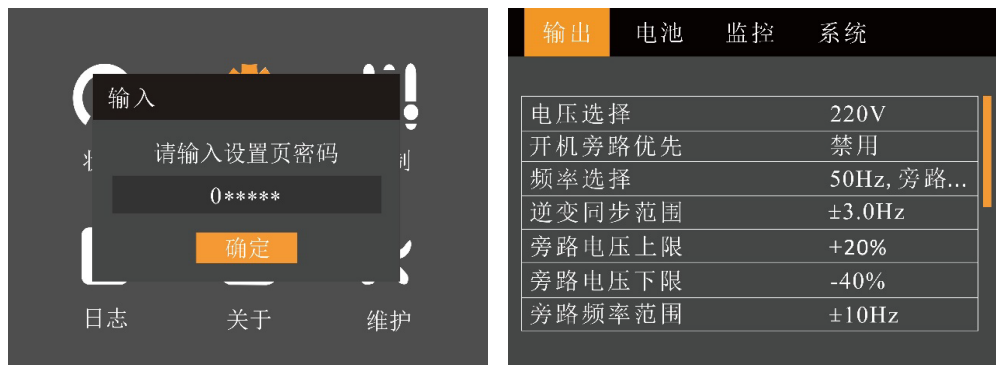 输入
请输入设置页密码
0*****
确定
日志
关于
维护
输出 电池 监控 系统
电压选择 220V
开机旁路优先 禁用
频率选择 50Hz,旁路...
逆变同步范围 ±3.0Hz
旁路电压上限 +20%
旁路电压下限 -40%
旁路频率范围 ±10Hz